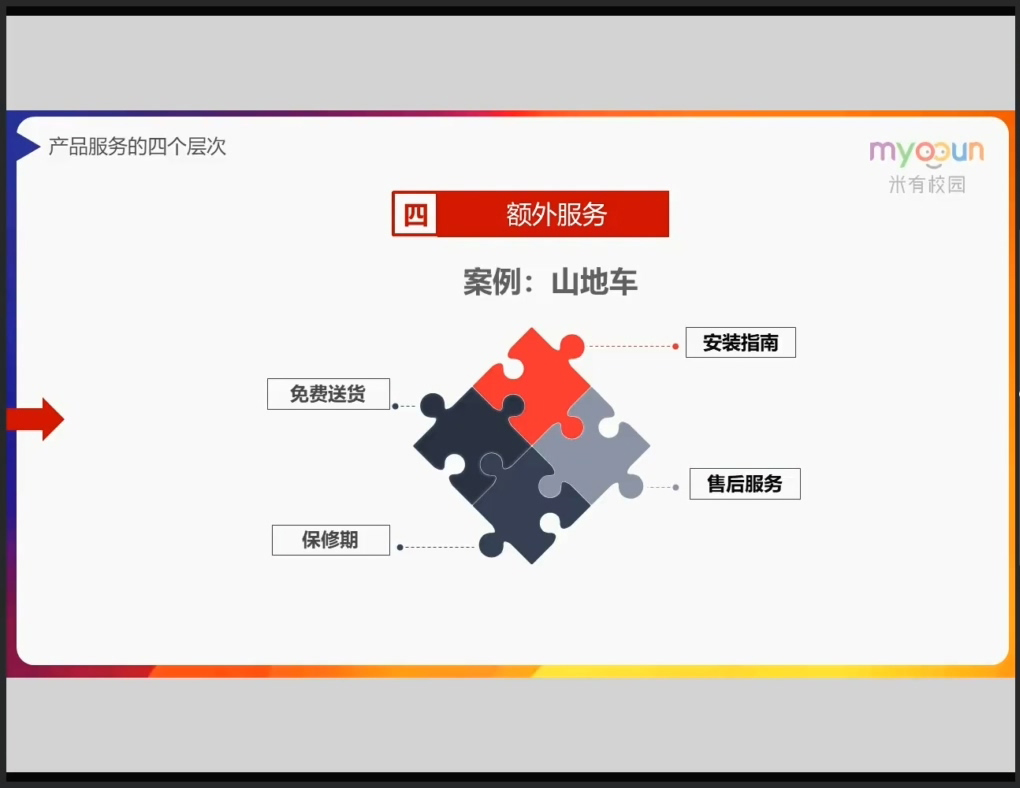 产品服务的四个层次
myooun
米有校园
四 额外服务
案例：山地车
安装指南
免费送货
售后服务
保修期